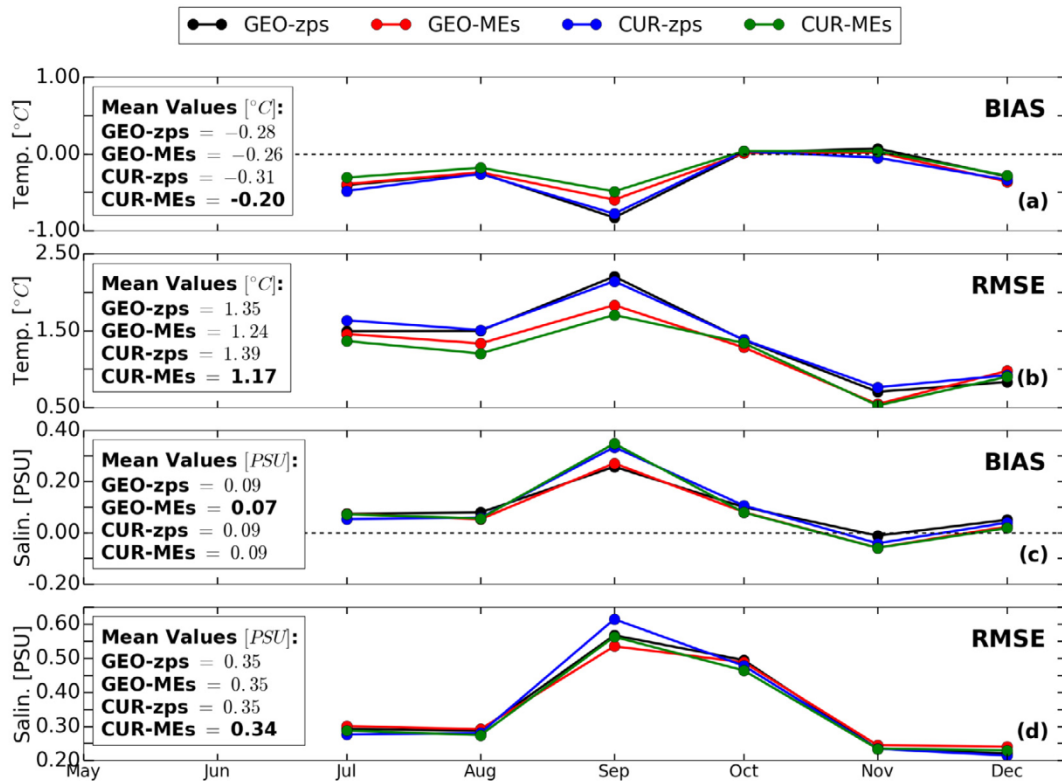 GEO-zps GEO-MEs CUR-zps CUR-MEs
1.00
0.00
-1.00
Temp. [°C]
Mean Values [°C]:
GEO-zps = −0.28
GEO-MEs = −0.26
CUR-zps = −0.31
CUR-MEs = -0.20
BIAS
(a)
2.50
1.50
0.50
Temp. [°C]
Mean Values [°C]:
GEO-zps = 1.35
GEO-MEs = 1.24
CUR-zps = 1.39
CUR-MEs = 1.17
RMSE
(b)
0.40
0.20
0.00
-0.20
Salin. [PSU]
Mean Values [PSU]:
GEO-zps = 0.09
GEO-MEs = 0.07
CUR-zps = 0.09
CUR-MEs = 0.09
BIAS
(c)
0.60
0.50
0.40
0.30
0.20
Salin. [PSU]
Mean Values [PSU]:
GEO-zps = 0.35
GEO-MEs = 0.35
CUR-zps = 0.35
CUR-MEs = 0.34
RMSE
(d)
May Jun Jul Aug Sep Oct Nov Dec